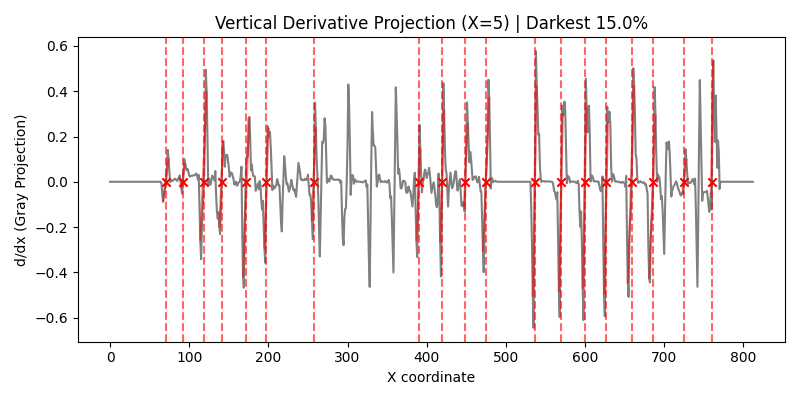 Vertical Derivative Projection (X=5) | Darkest 15.0%
0.6
0.4
0.2
0.0
−0.2
−0.4
−0.6
d/dx (Gray Projection)
0 100 200 300 400 500 600 700 800
X coordinate